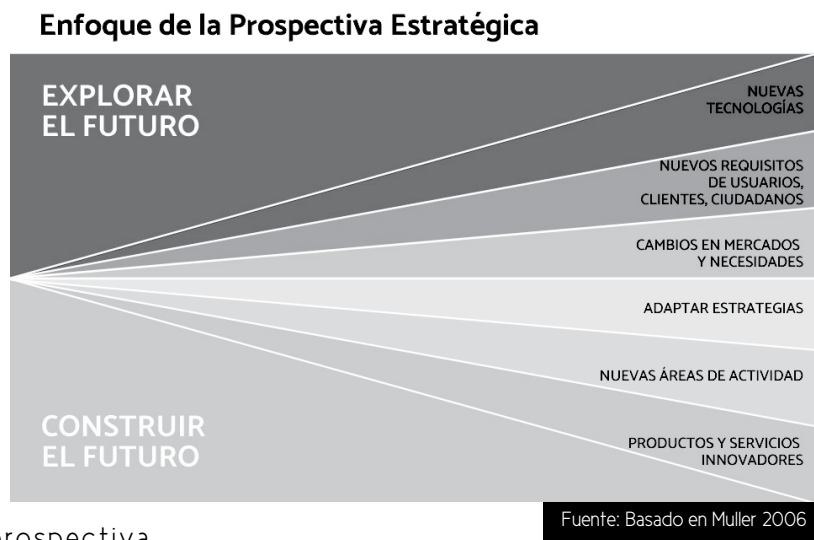 Enfoque de la Prospectiva Estratégica
EXPLORAR
EL FUTURO
NUEVAS
TECNOLOGÍAS
NUEVOS REQUISITOS
DE USUARIOS,
CLIENTES, CIUDADANOS
CAMBIOS EN MERCADOS
Y NECESIDADES
ADAPTAR ESTRATEGIAS
NUEVAS ÁREAS DE ACTIVIDAD
CONSTRUIR
EL FUTURO
PRODUCTOS Y SERVICIOS
INNOVADORES
Fuente: Basado en Muller 2006
prospectiva